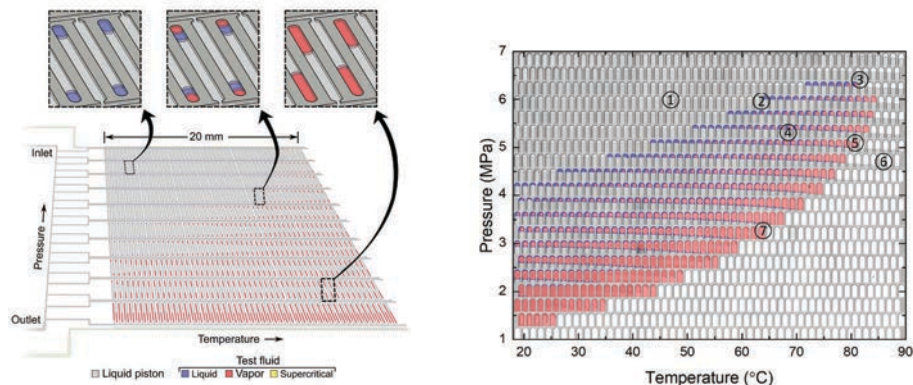 20 mm
Inlet
Pressure
Outlet
Temperature
Test fluid
Liquid piston
Liquid
Vapor
Supercritical
7
6
5
4
3
2
1
20
30
40
50
60
70
80
90
Pressure (MPa)
Temperature (°C)
①
②
③
④
⑤
⑥
⑦